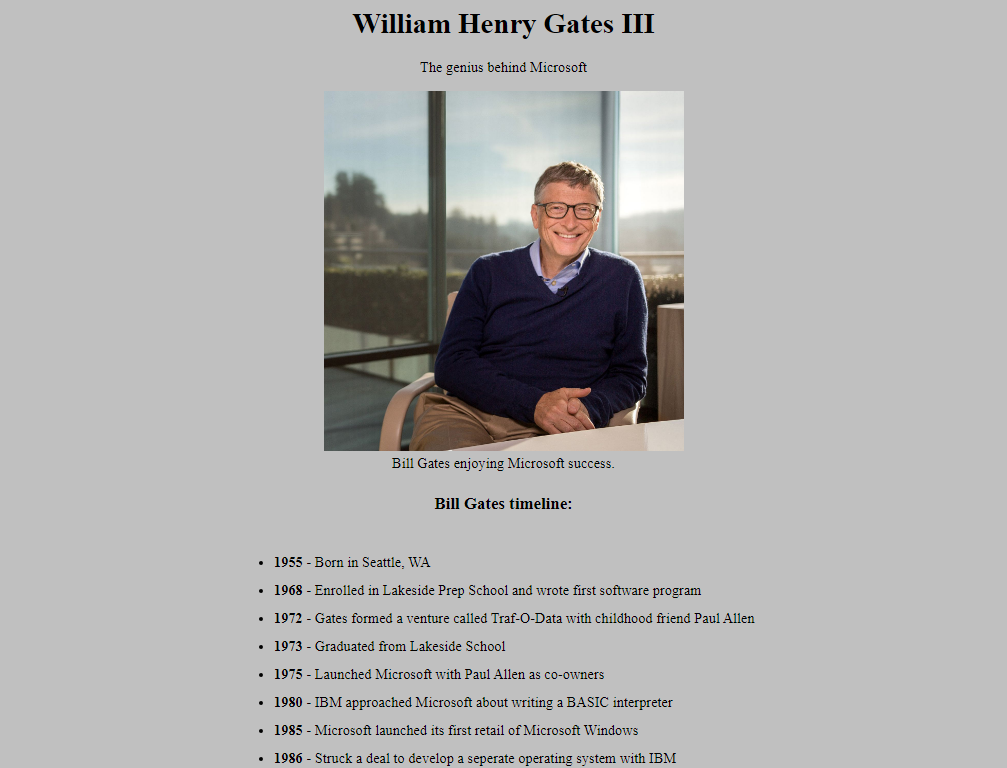 William Henry Gates III
The genius behind Microsoft
Bill Gates enjoying Microsoft success.
Bill Gates timeline:
1955 - Born in Seattle, WA
1968 - Enrolled in Lakeside Prep School and wrote first software program
1972 - Gates formed a venture called Traf-O-Data with childhood friend Paul Allen
1973 - Graduated from Lakeside School
1975 - Launched Microsoft with Paul Allen as co-owners
1980 - IBM approached Microsoft about writing a BASIC interpreter
1985 - Microsoft launched its first retail of Microsoft Windows
1986 - Struck a deal to develop a seperate operating system with IBM